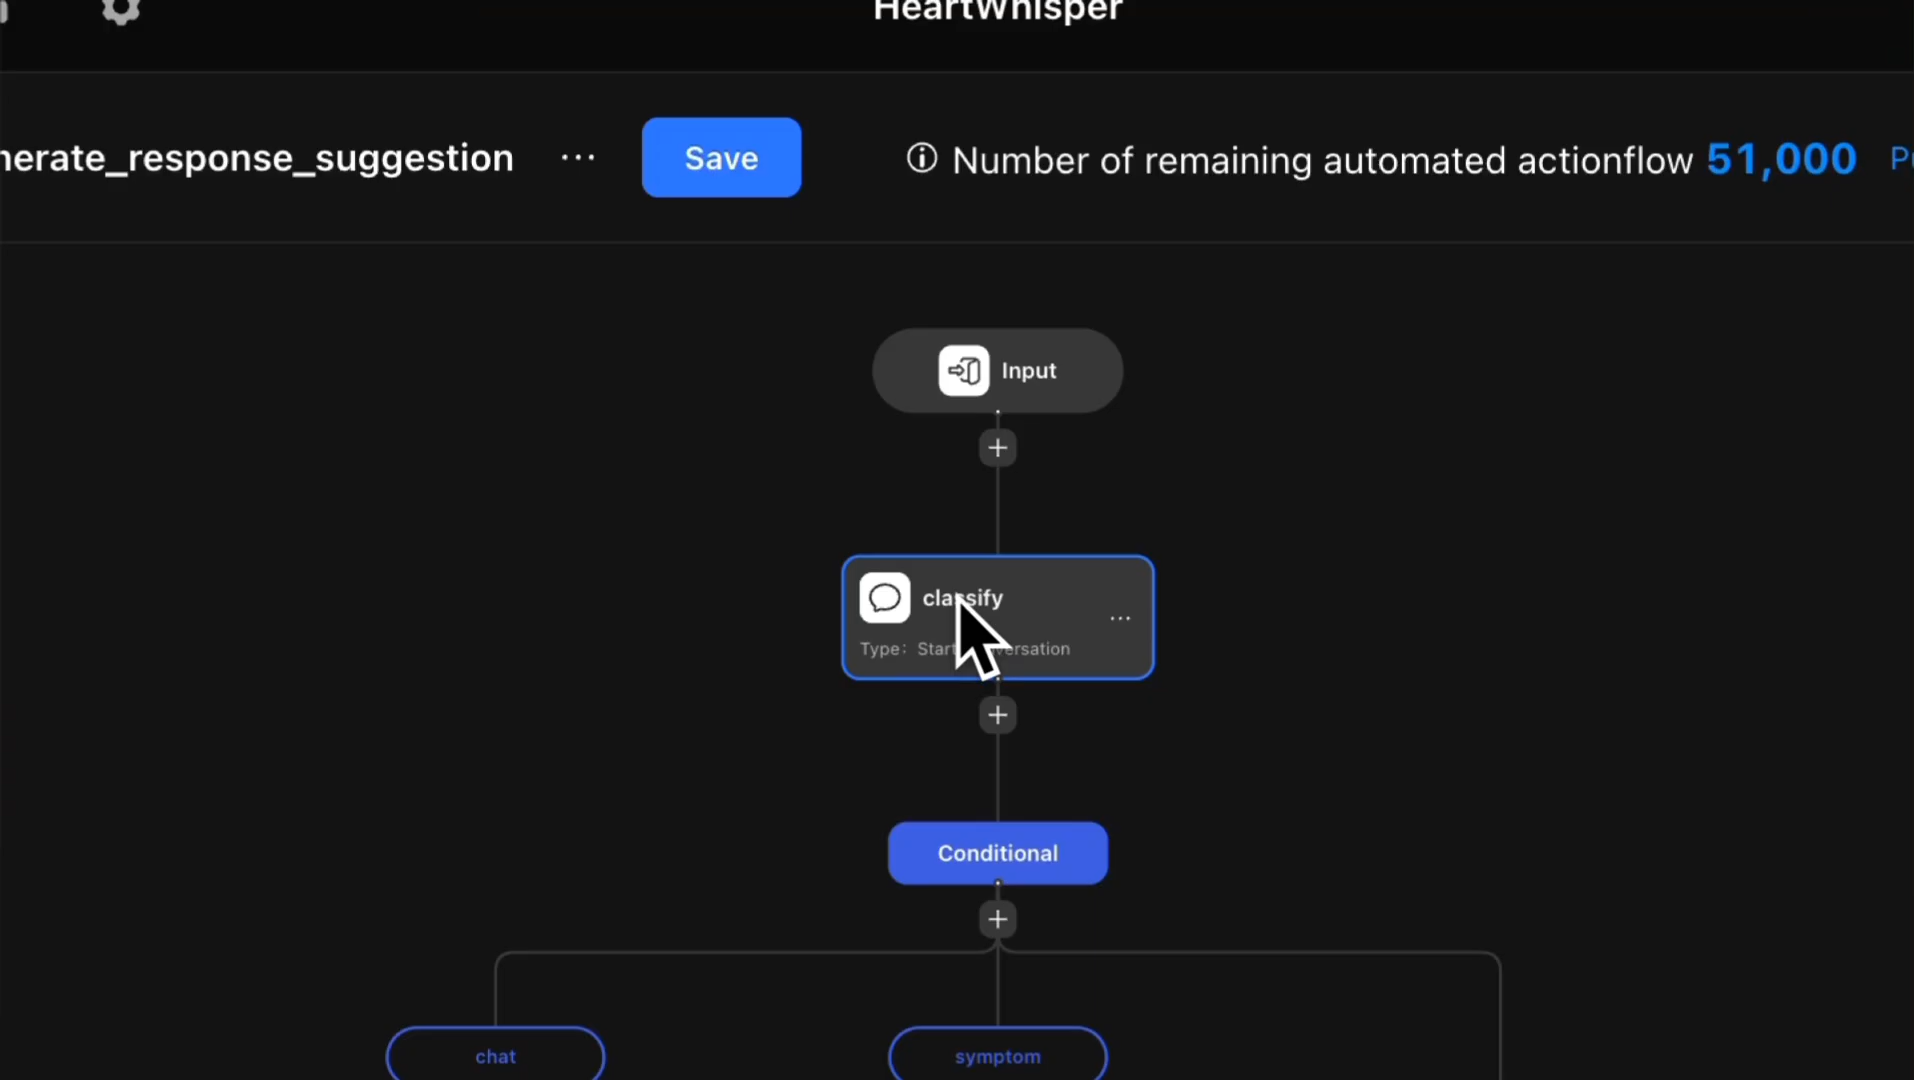 HeartWhisper
nerate_response_suggestion
Save
Number of remaining automated actionflow 51,000
Input
classify
Type:
Conditional
chat
symptom